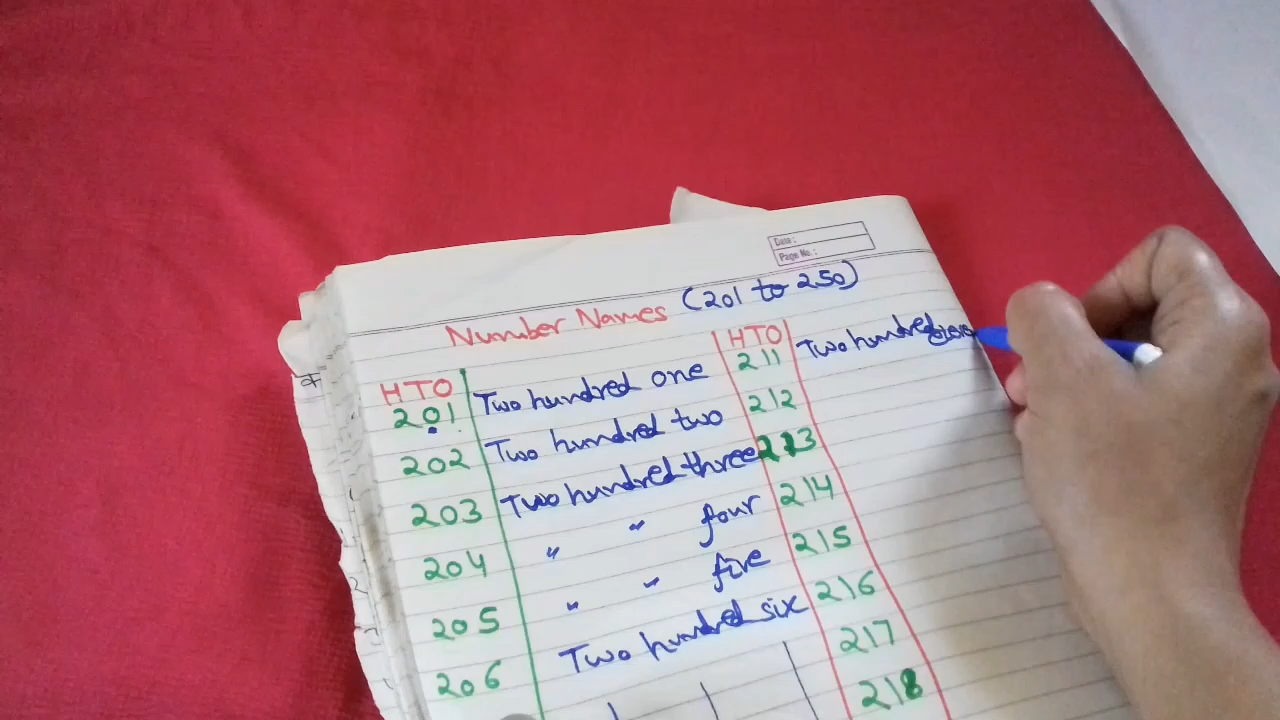 Date :
Page No. :
Number Names (201 to 250)
HTO
201 Two hundred one
202 Two hundred two
203 Two hundred three
204 " " four
205 " " five
206 Two hundred six
HTO
211 Two hundred
212
213
214
215
216
217
218